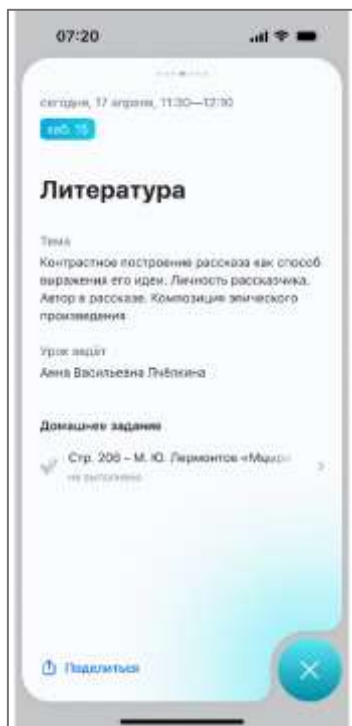 07:20
сегодня, 17 апреля, 11:30—12:30
каб. 15
Литература
Тема
Контрастное построение рассказа как способ
выражения его идеи. Личность рассказчика.
Автор в рассказе. Композиция эпического
произведения
Урок ведёт
Анна Васильевна Пчёлкина
Домашнее задание
Стр. 206 – М. Ю. Лермонтов «Мцыри
не выполнено
Поделиться